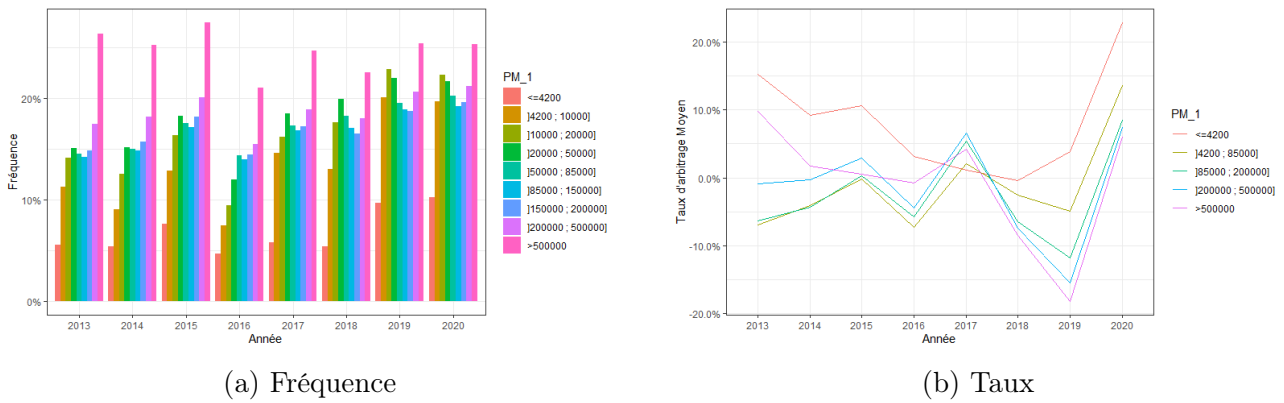 Fréquence
20%
10%
0%
2013 2014 2015 2016 2017 2018 2019 2020
Année
PM_1
<=4200
]4200 ; 10000]
]10000 ; 20000]
]20000 ; 50000]
]50000 ; 85000]
]85000 ; 150000]
]150000 ; 200000]
]200000 ; 500000]
>500000
(a) Fréquence
Taux d'arbitrage Moyen
20.0%
10.0%
0.0%
-10.0%
-20.0%
2013 2014 2015 2016 2017 2018 2019 2020
Année
PM_1
<=4200
]4200 ; 85000]
]85000 ; 200000]
]200000 ; 500000]
>500000
(b) Taux